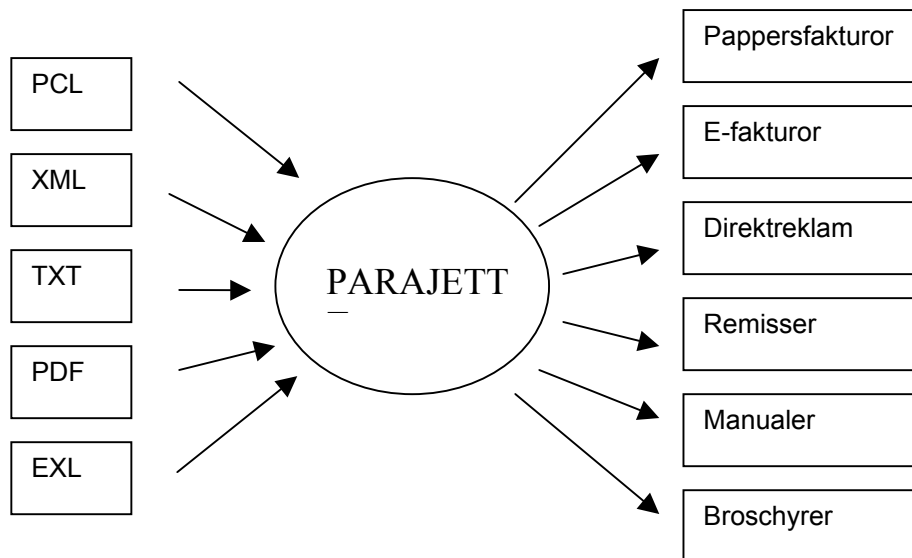 PCL
XML
TXT
PDF
EXL
PARAJETT
Pappersfakturor
E-fakturor
Direktreklam
Remisser
Manualer
Broschyrer